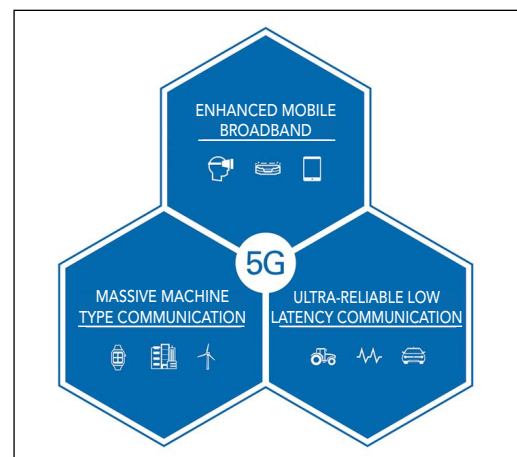 ENHANCED MOBILE
BROADBAND
5G
MASSIVE MACHINE
TYPE COMMUNICATION
ULTRA-RELIABLE LOW
LATENCY COMMUNICATION